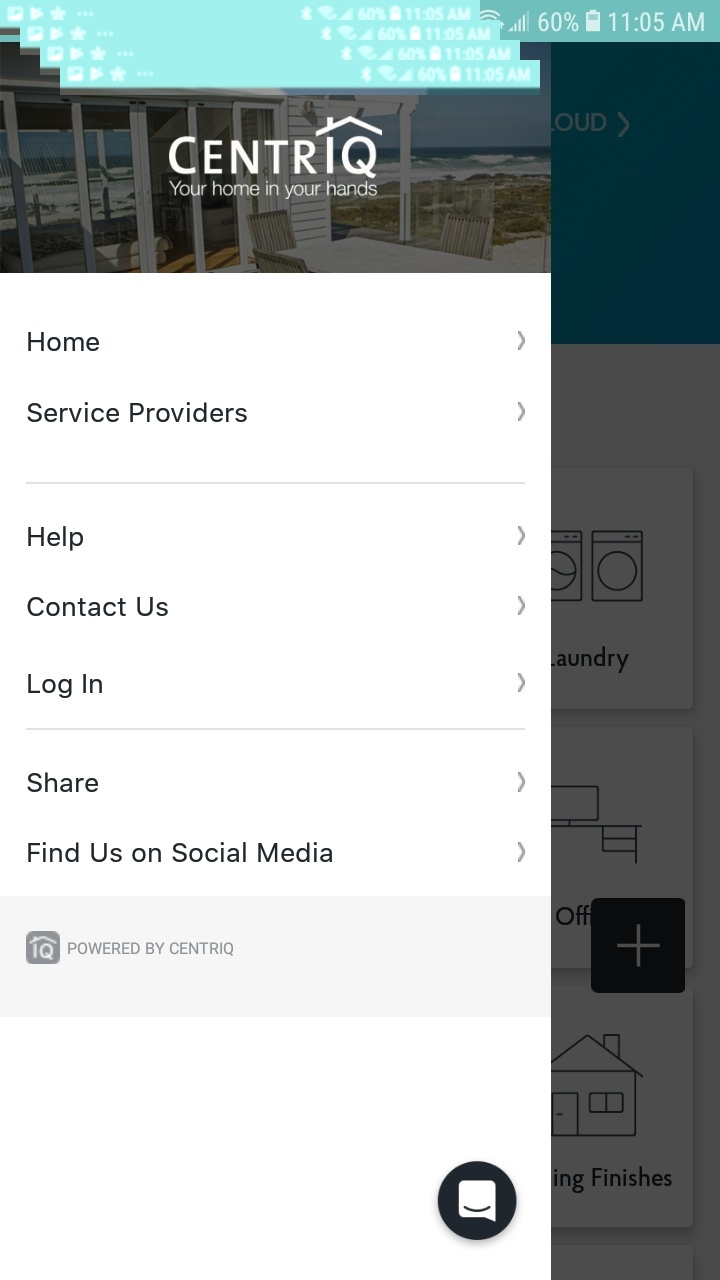 60% 11:05 AM
60% 11:05 AM
60% 11:05 AM
60% 11:05 AM
60% 11:05 AM
LOUD
CENTRIQ
Your home in your hands
Home
Service Providers
Help
Contact Us
Log In
Laundry
Share
Find Us on Social Media
Off
IQ POWERED BY CENTRIQ
ing Finishes